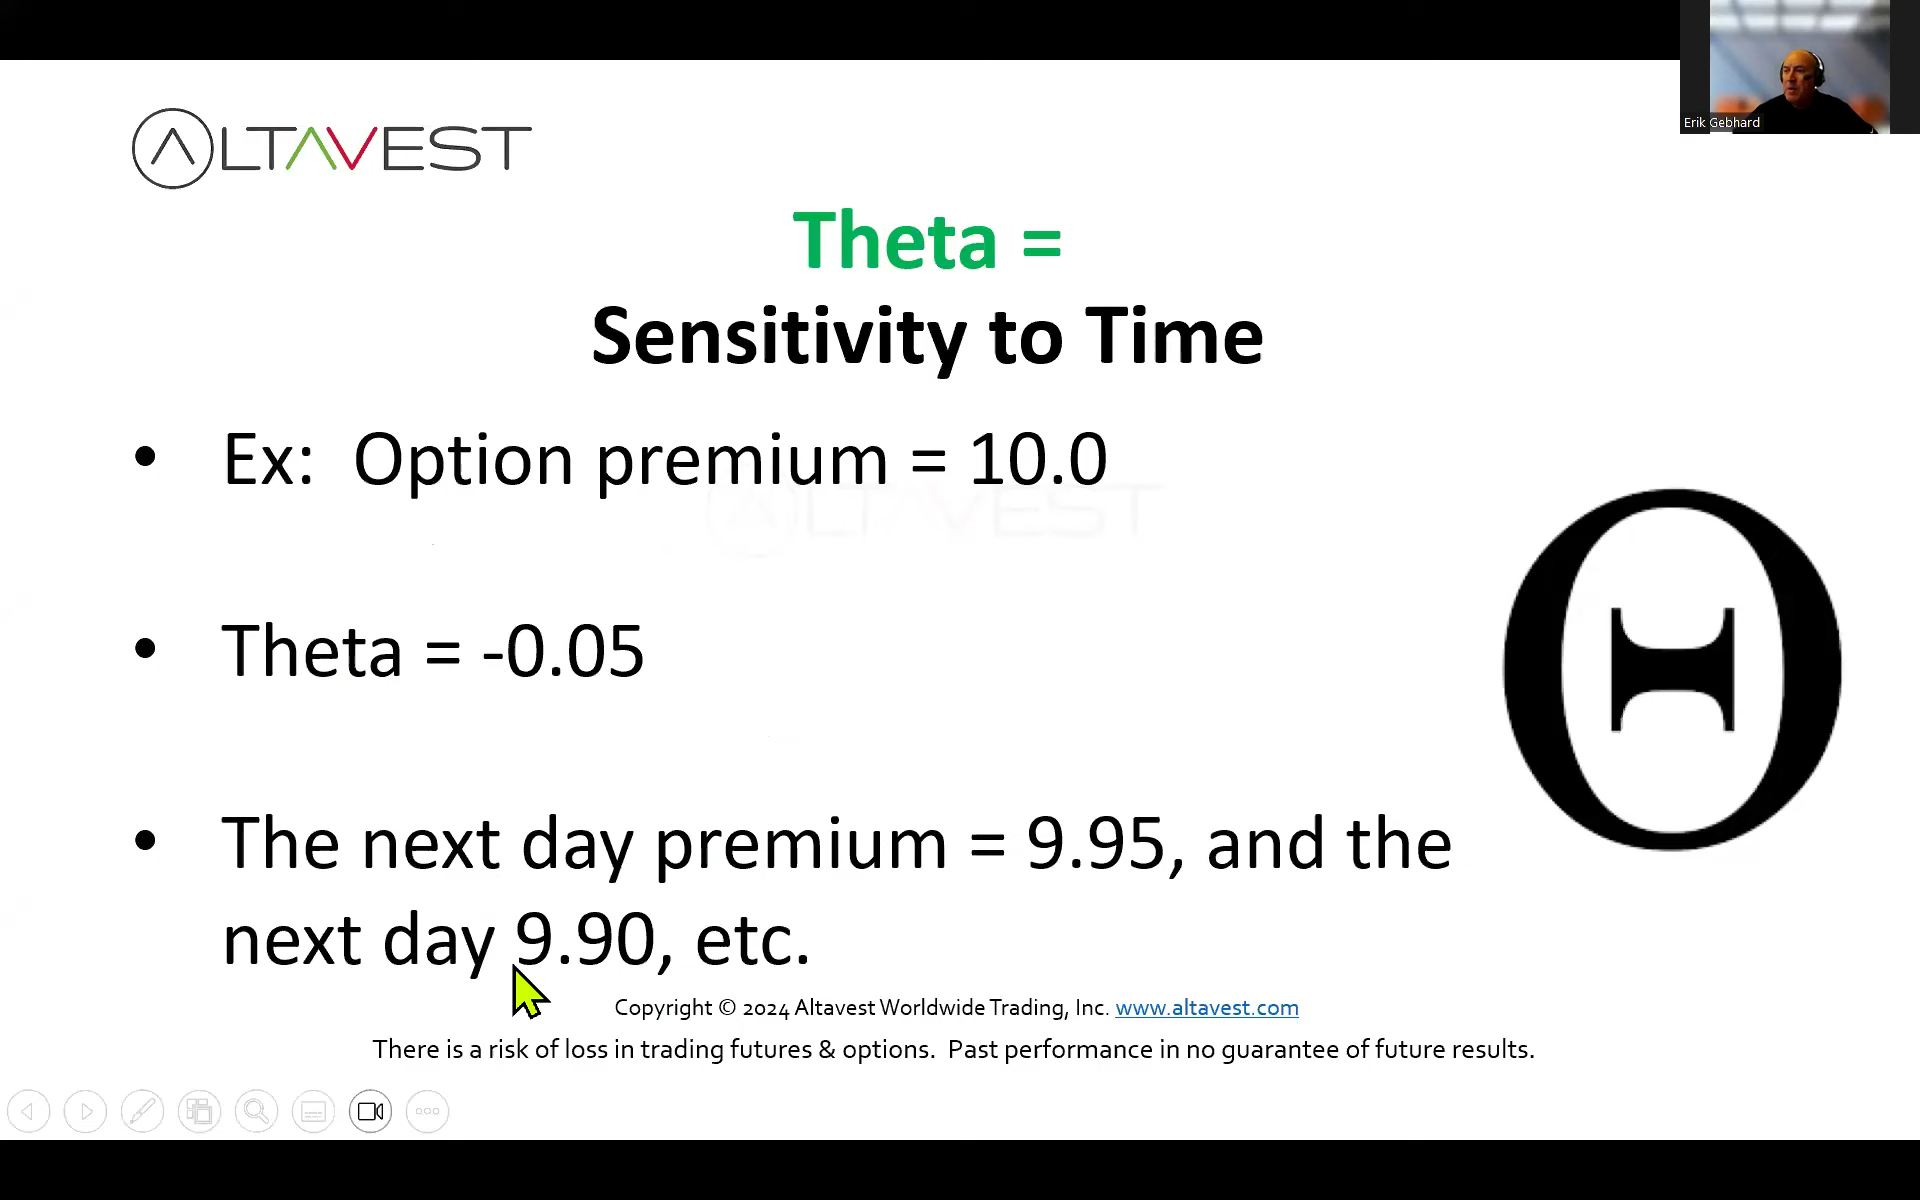 Erik Gebhard
ALTAVEST
Theta =
Sensitivity to Time
• Ex: Option premium = 10.0
ALTAVEST
• Theta = -0.05
Θ
• The next day premium = 9.95, and the
next day 9.90, etc.
Copyright © 2024 Altavest Worldwide Trading, Inc. www.altavest.com
There is a risk of loss in trading futures & options. Past performance in no guarantee of future results.